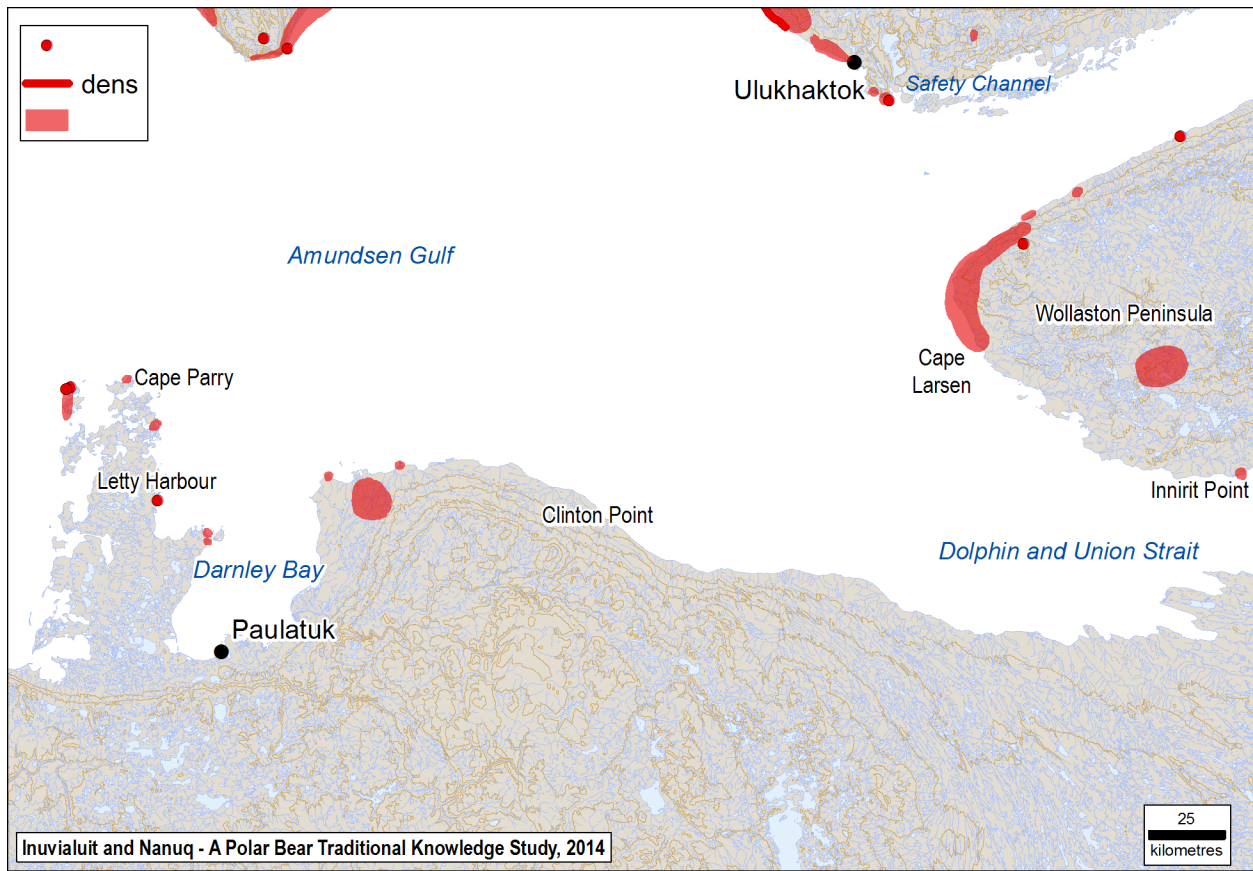 dens
Ulukhaktok
Safety Channel
Amundsen Gulf
Wollaston Peninsula
Cape
Larsen
Cape Parry
Letty Harbour
Innirit Point
Clinton Point
Dolphin and Union Strait
Darnley Bay
Paulatuk
25
kilometres
Inuvialuit and Nanuq - A Polar Bear Traditional Knowledge Study, 2014